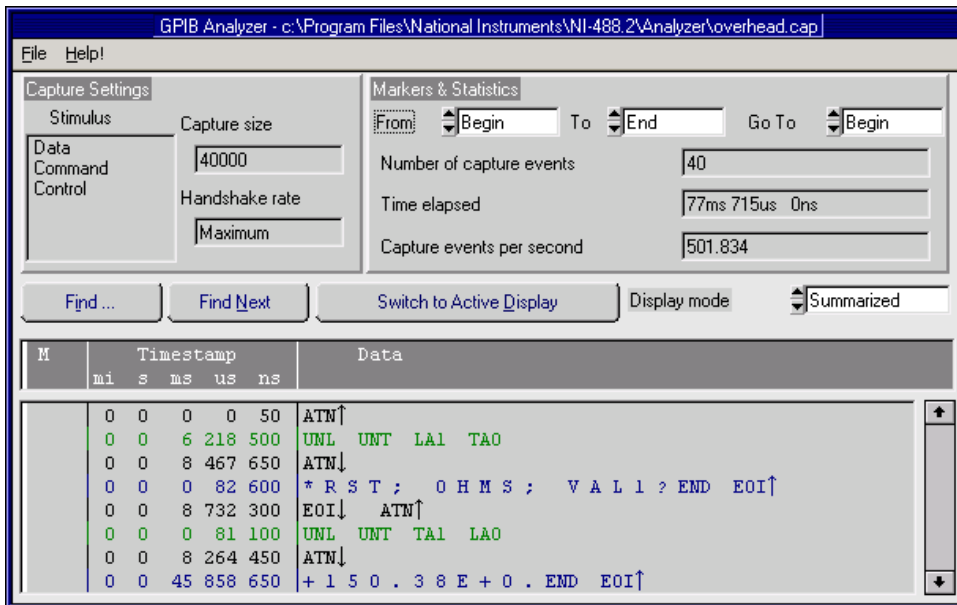 GPIB Analyzer - c:\Program Files\National Instruments\NI-488.2\Analyzer\overhead.cap
File Help!
Capture Settings
Stimulus
Data
Command
Control
Capture size
40000
Handshake rate
Maximum
Markers & Statistics
From Begin To End Go To Begin
Number of capture events 40
Time elapsed 77ms 715us 0ns
Capture events per second 501.834
Find ... Find Next Switch to Active Display Display mode Summarized
M Timestamp Data
mi s ms us ns
0 0 0 0 50 ATN↑
0 0 6 218 500 UNL UNT LA1 TA0
0 0 8 467 650 ATN↓
0 0 0 82 600 * R S T ; O H M S ; V A L 1 ? END EOI↑
0 0 8 732 300 EOI↓ ATN↑
0 0 0 81 100 UNL UNT TA1 LA0
0 0 8 264 450 ATN↓
0 0 45 858 650 + 1 5 0 . 3 8 E + 0 . END EOI↑